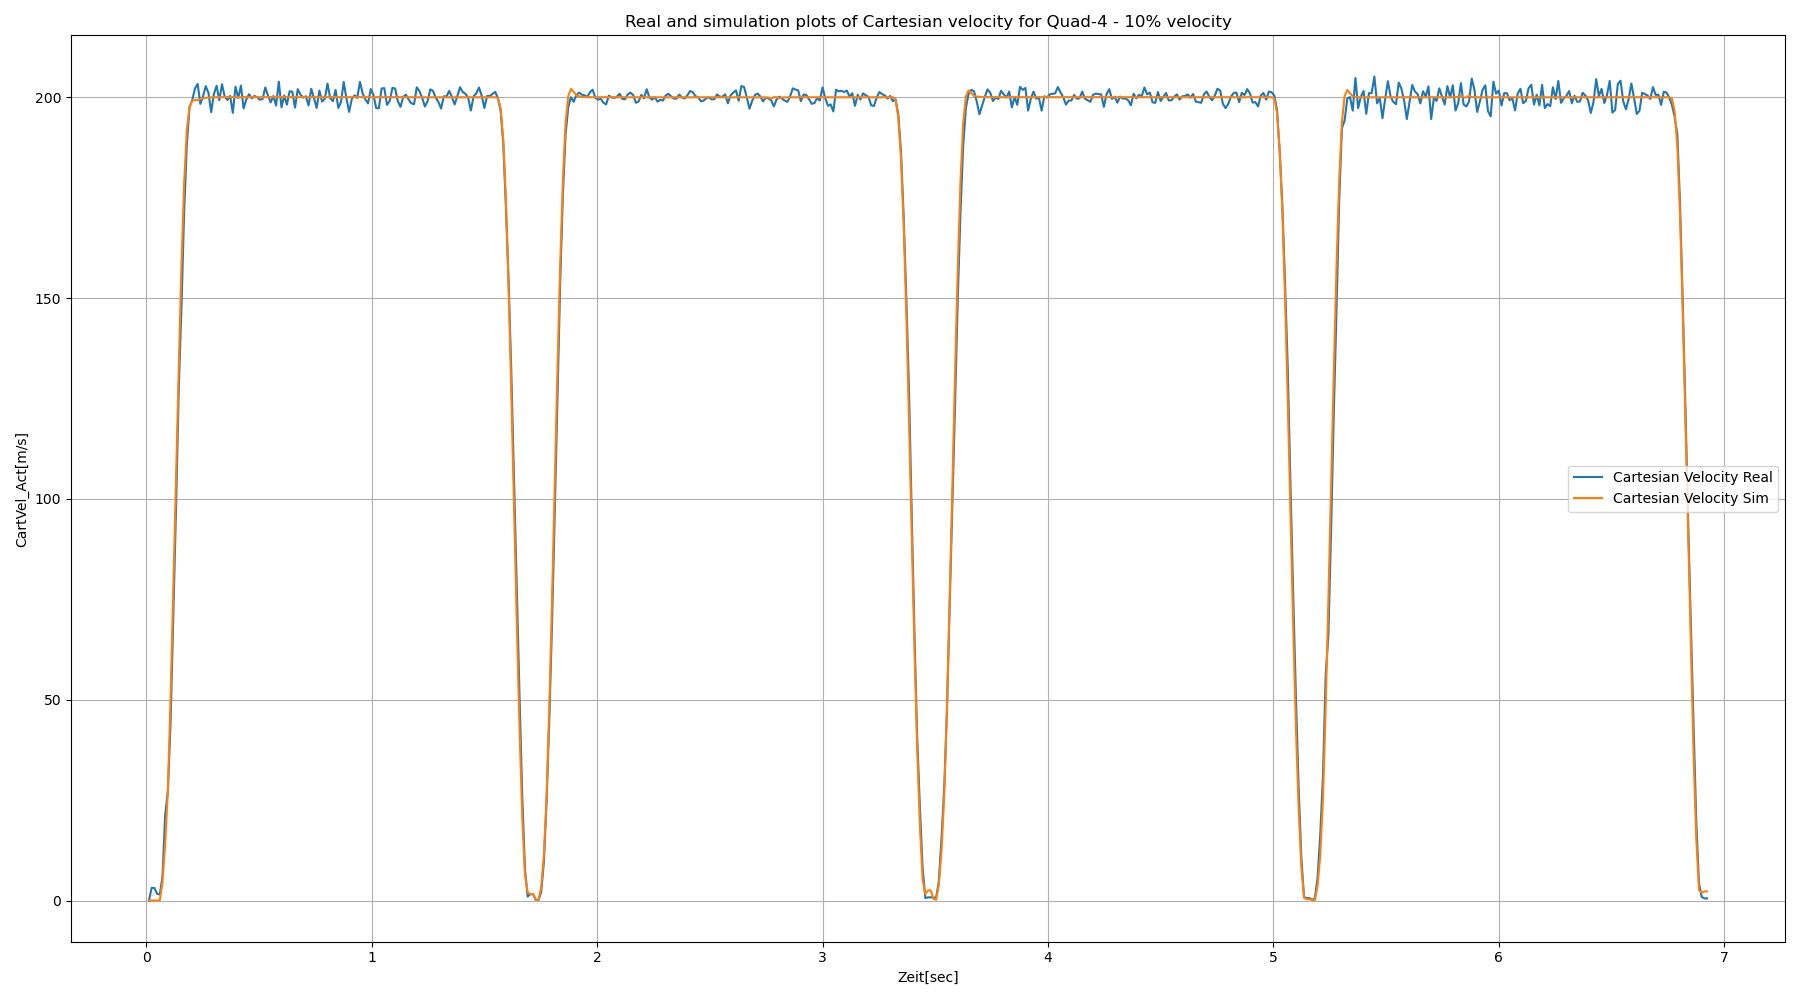 Real and simulation plots of Cartesian velocity for Quad-4 - 10% velocity
CartVel_Act[m/s]
200
150
100
50
0
Cartesian Velocity Real
Cartesian Velocity Sim
0 1 2 3 4 5 6 7
Zeit[sec]